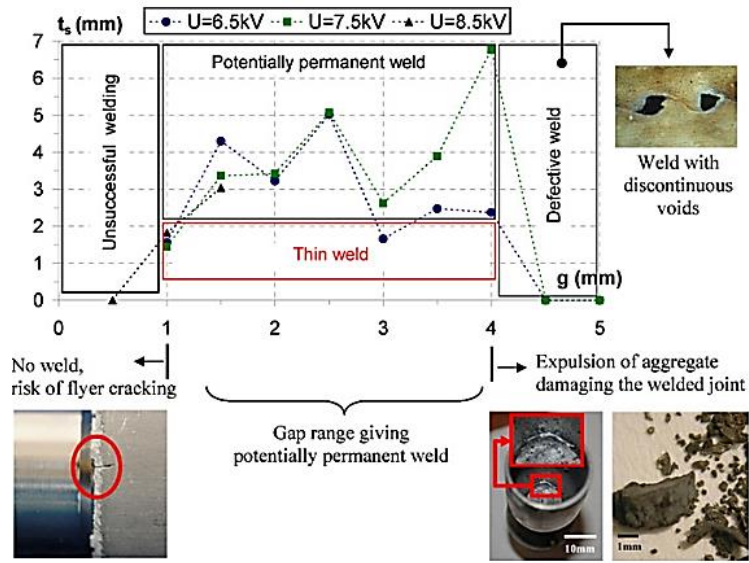 tₛ (mm)
U=6.5kV U=7.5kV U=8.5kV
7
6
5
4
3
2
1
0
Unsuccessful welding
Potentially permanent weld
Thin weld
Defective weld
g (mm)
0 1 2 3 4 5
Weld with
discontinuous
voids
No weld,
risk of flyer cracking
Gap range giving
potentially permanent weld
Expulsion of aggregate
damaging the welded joint
10mm
1mm